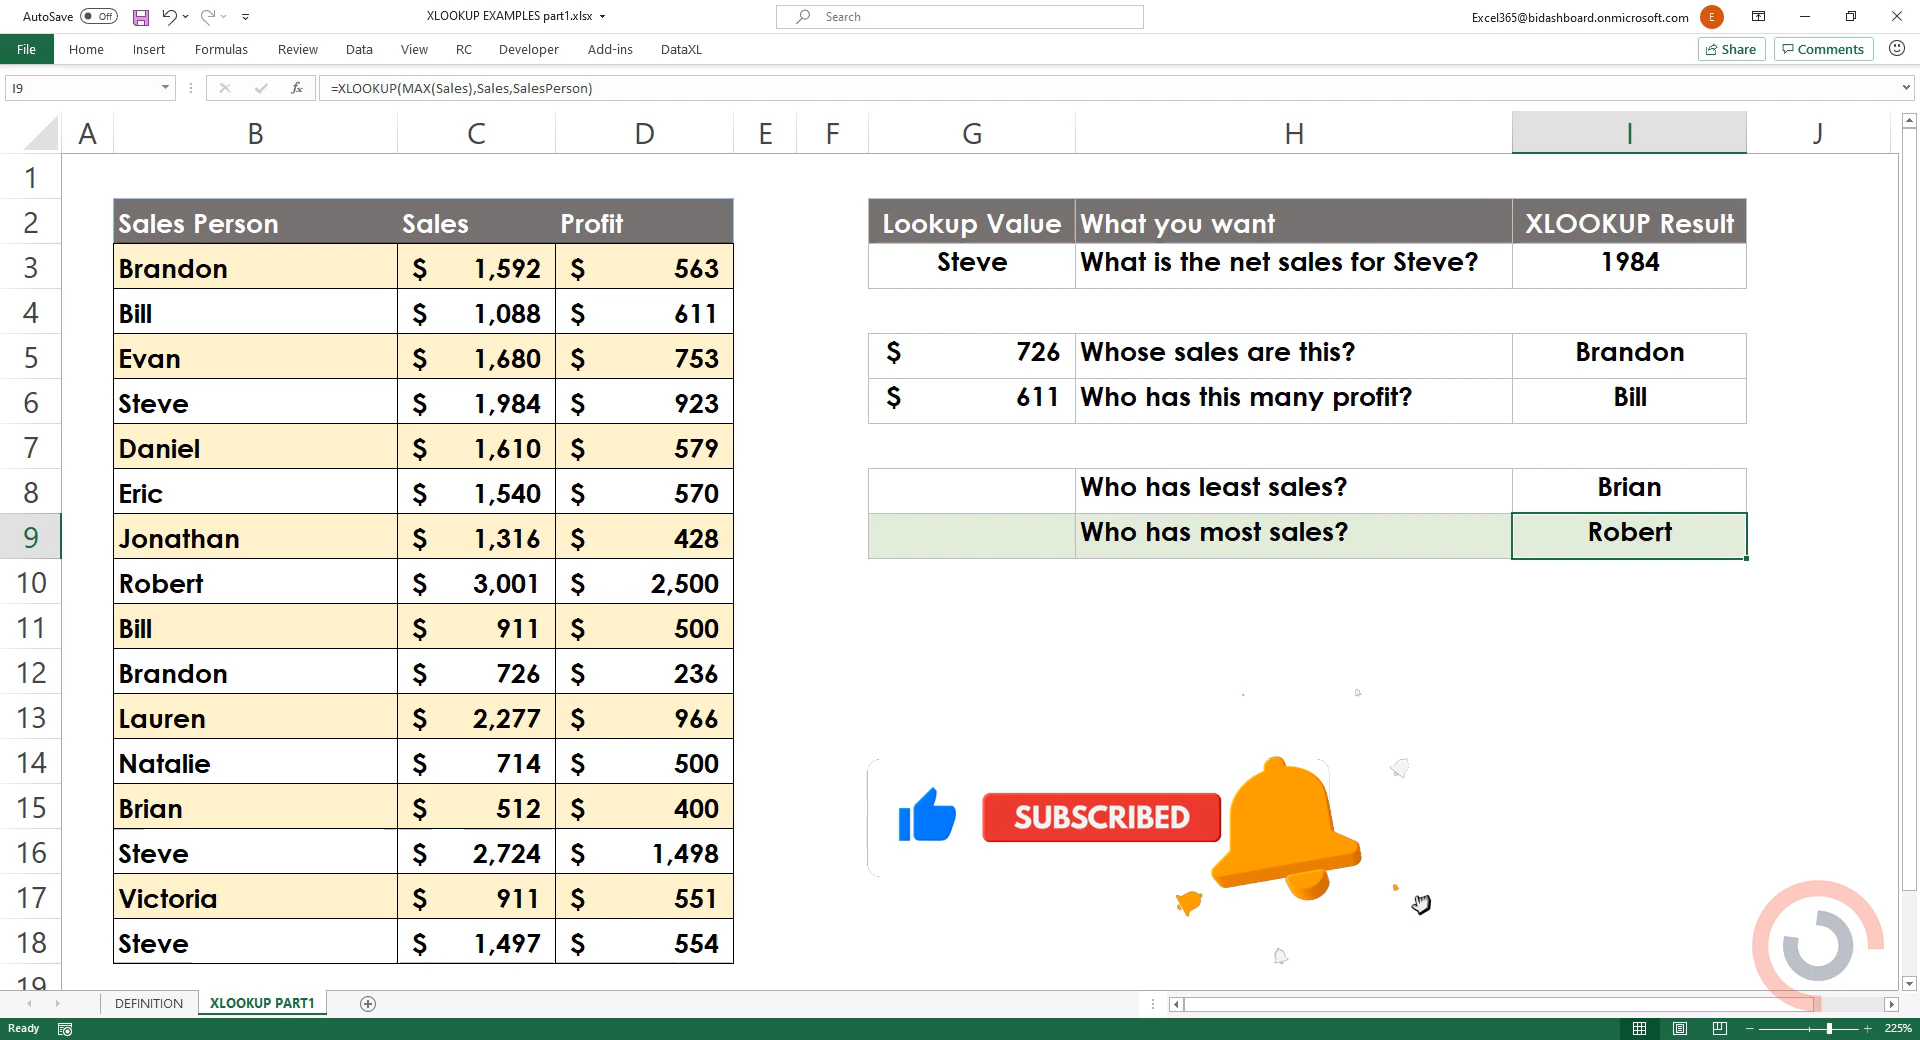 AutoSave Off XLOOKUP EXAMPLES part1.xlsx Search Excel365@bidashboard.onmicrosoft.com E
File Home Insert Formulas Review Data View RC Developer Add-ins DataXL Share Comments
I9 fx =XLOOKUP(MAX(Sales),Sales,SalesPerson)
A B C D E F G H I J
1
2 Sales Person Sales Profit Lookup Value What you want XLOOKUP Result
3 Brandon $ 1,592 $ 563 Steve What is the net sales for Steve? 1984
4 Bill $ 1,088 $ 611
5 Evan $ 1,680 $ 753 $ 726 Whose sales are this? Brandon
6 Steve $ 1,984 $ 923 $ 611 Who has this many profit? Bill
7 Daniel $ 1,610 $ 579
8 Eric $ 1,540 $ 570 Who has least sales? Brian
9 Jonathan $ 1,316 $ 428 Who has most sales? Robert
10 Robert $ 3,001 $ 2,500
11 Bill $ 911 $ 500
12 Brandon $ 726 $ 236
13 Lauren $ 2,277 $ 966
14 Natalie $ 714 $ 500
15 Brian $ 512 $ 400 SUBSCRIBED
16 Steve $ 2,724 $ 1,498
17 Victoria $ 911 $ 551
18 Steve $ 1,497 $ 554
19
DEFINITION XLOOKUP PART1
Ready 225%